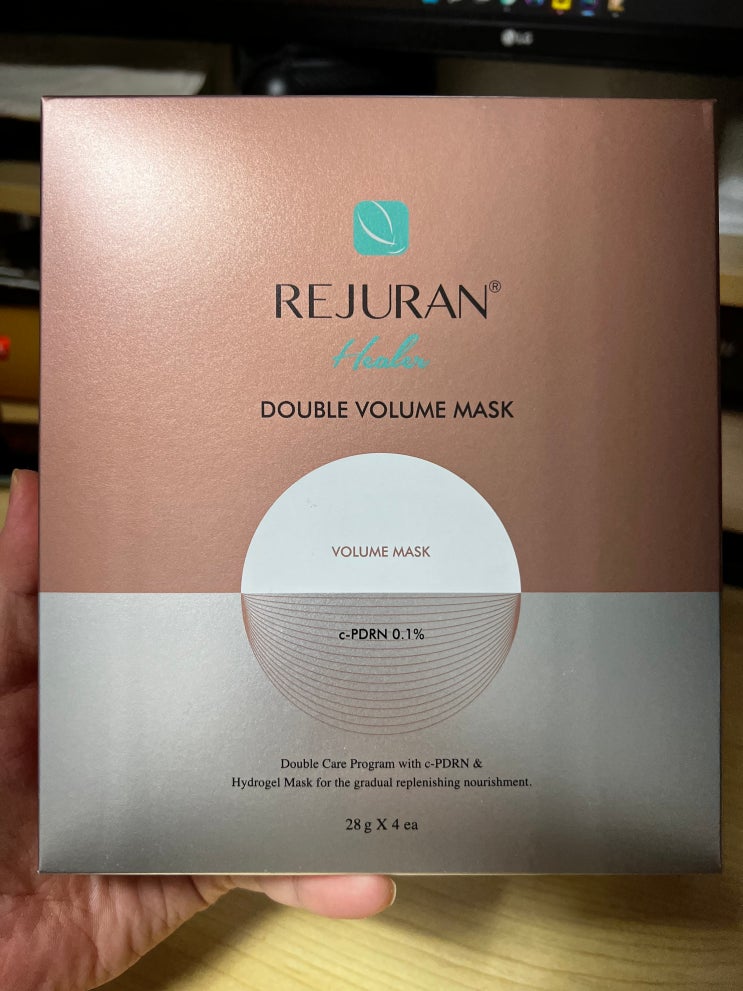 LG
REJURAN®
Healer
DOUBLE VOLUME MASK
VOLUME MASK
c-PDRN 0.1%
Double Care Program with c-PDRN &
Hydrogel Mask for the gradual replenishing nourishment.
28 g X 4 ea